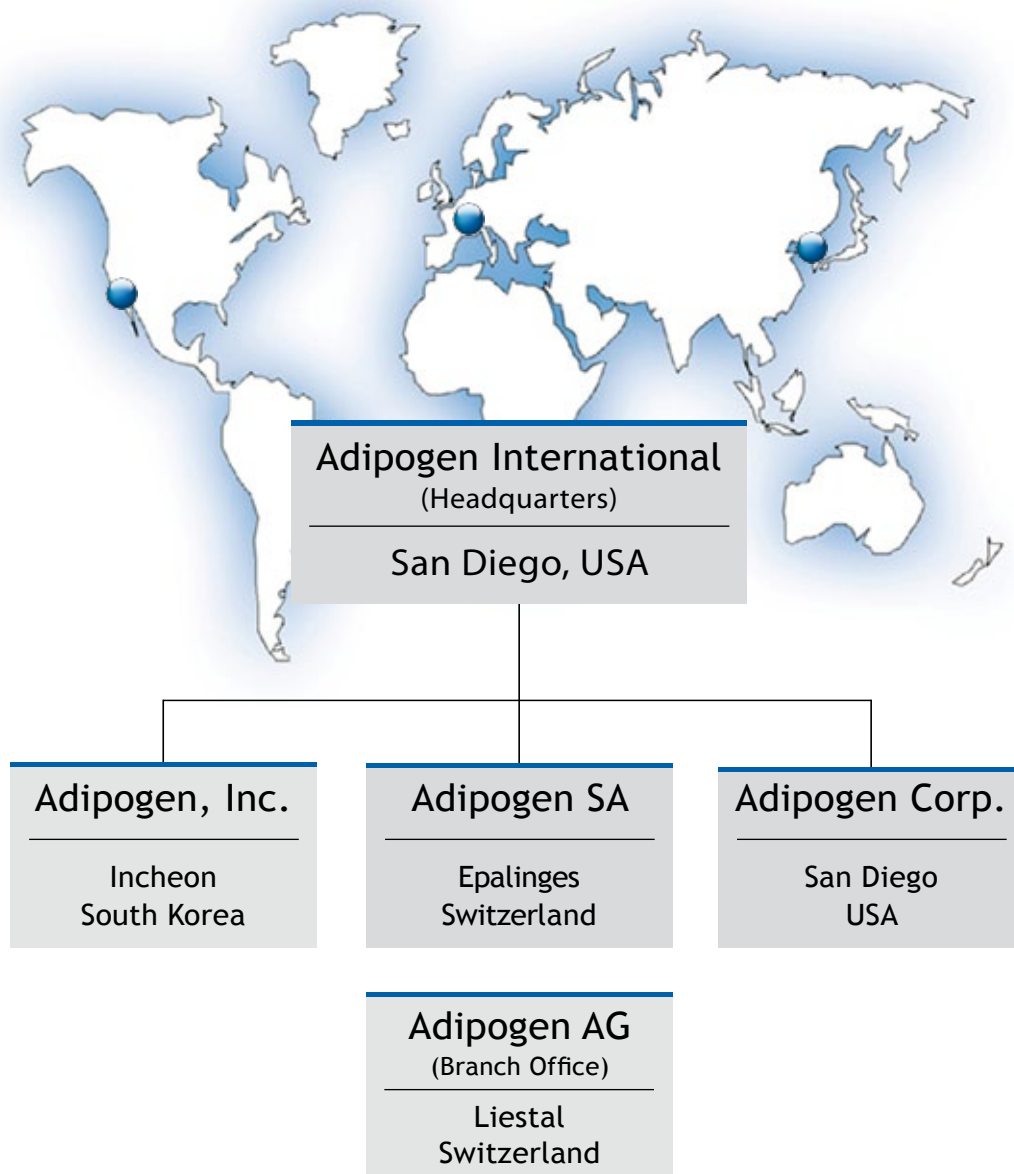 Adipogen International
(Headquarters)
San Diego, USA
Adipogen, Inc.
Incheon
South Korea
Adipogen SA
Epalinges
Switzerland
Adipogen Corp.
San Diego
USA
Adipogen AG
(Branch Office)
Liestal
Switzerland